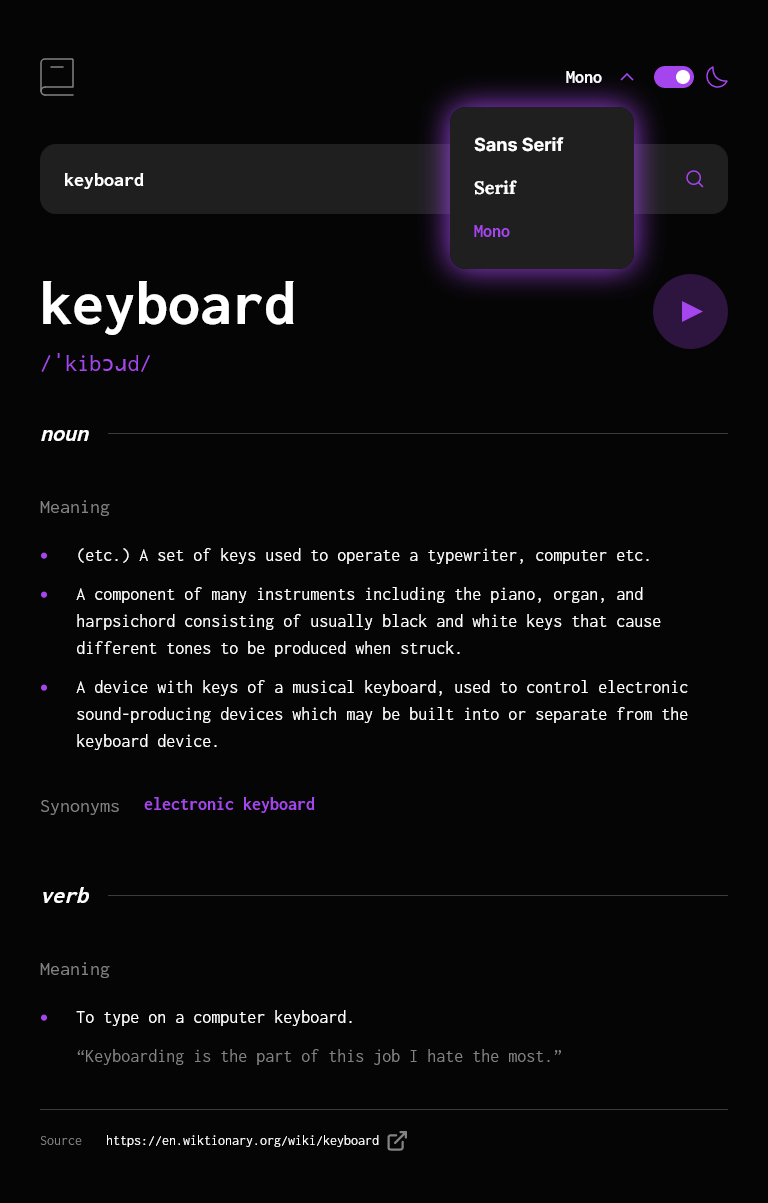 Mono
Sans Serif
Serif
Mono
keyboard
keyboard
/ˈkibɔɹd/
noun
Meaning
(etc.) A set of keys used to operate a typewriter, computer etc.
A component of many instruments including the piano, organ, and
harpsichord consisting of usually black and white keys that cause
different tones to be produced when struck.
A device with keys of a musical keyboard, used to control electronic
sound-producing devices which may be built into or separate from the
keyboard device.
Synonyms electronic keyboard
verb
Meaning
To type on a computer keyboard.
“Keyboarding is the part of this job I hate the most.”
Source https://en.wiktionary.org/wiki/keyboard